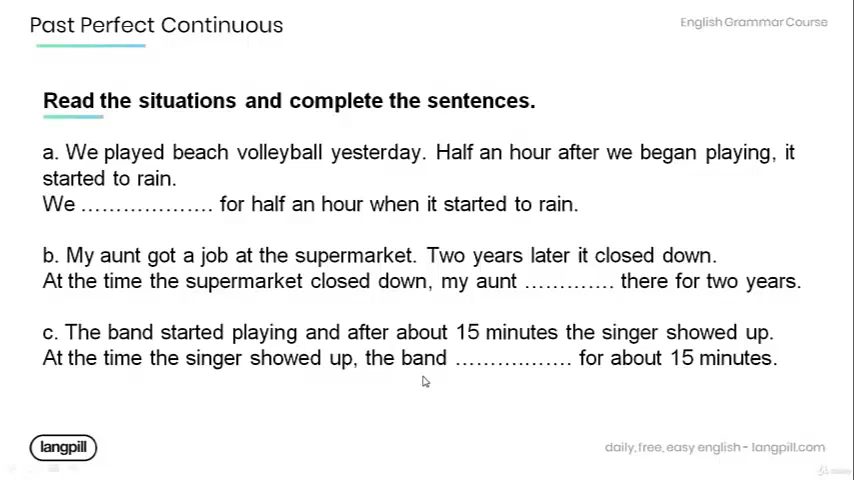 Past Perfect Continuous
English Grammar Course
Read the situations and complete the sentences.
a. We played beach volleyball yesterday. Half an hour after we began playing, it
started to rain.
We ………………… for half an hour when it started to rain.
b. My aunt got a job at the supermarket. Two years later it closed down.
At the time the supermarket closed down, my aunt …………. there for two years.
c. The band started playing and after about 15 minutes the singer showed up.
At the time the singer showed up, the band ………..……. for about 15 minutes.
langpill
daily, free, easy english - langpill.com